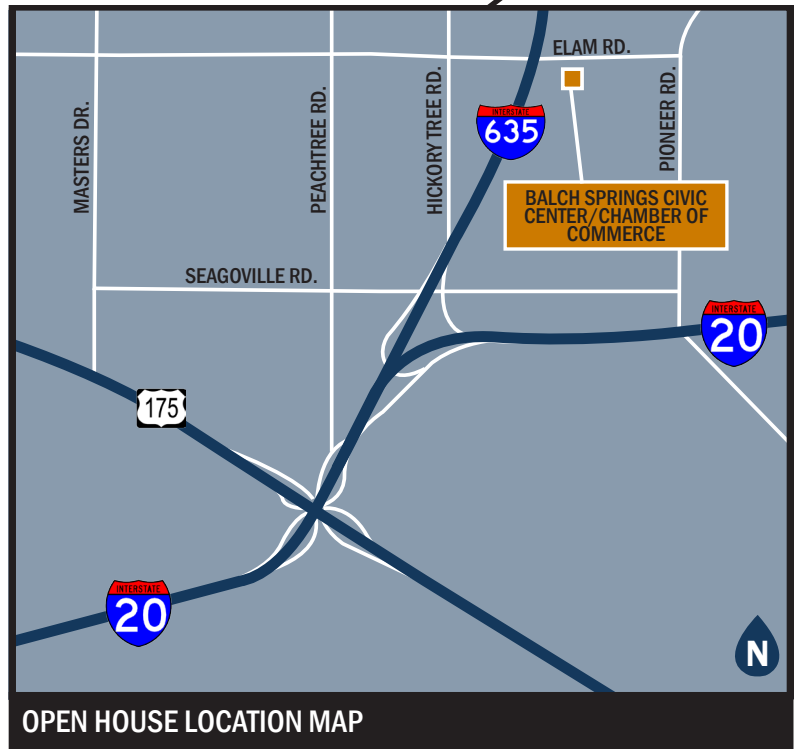 ELAM RD.
MASTERS DR.
PEACHTREE RD.
HICKORY TREE RD.
INTERSTATE
635
PIONEER RD.
BALCH SPRINGS CIVIC
CENTER/CHAMBER OF
COMMERCE
SEAGOVILLE RD.
INTERSTATE
20
175
INTERSTATE
20
N
OPEN HOUSE LOCATION MAP